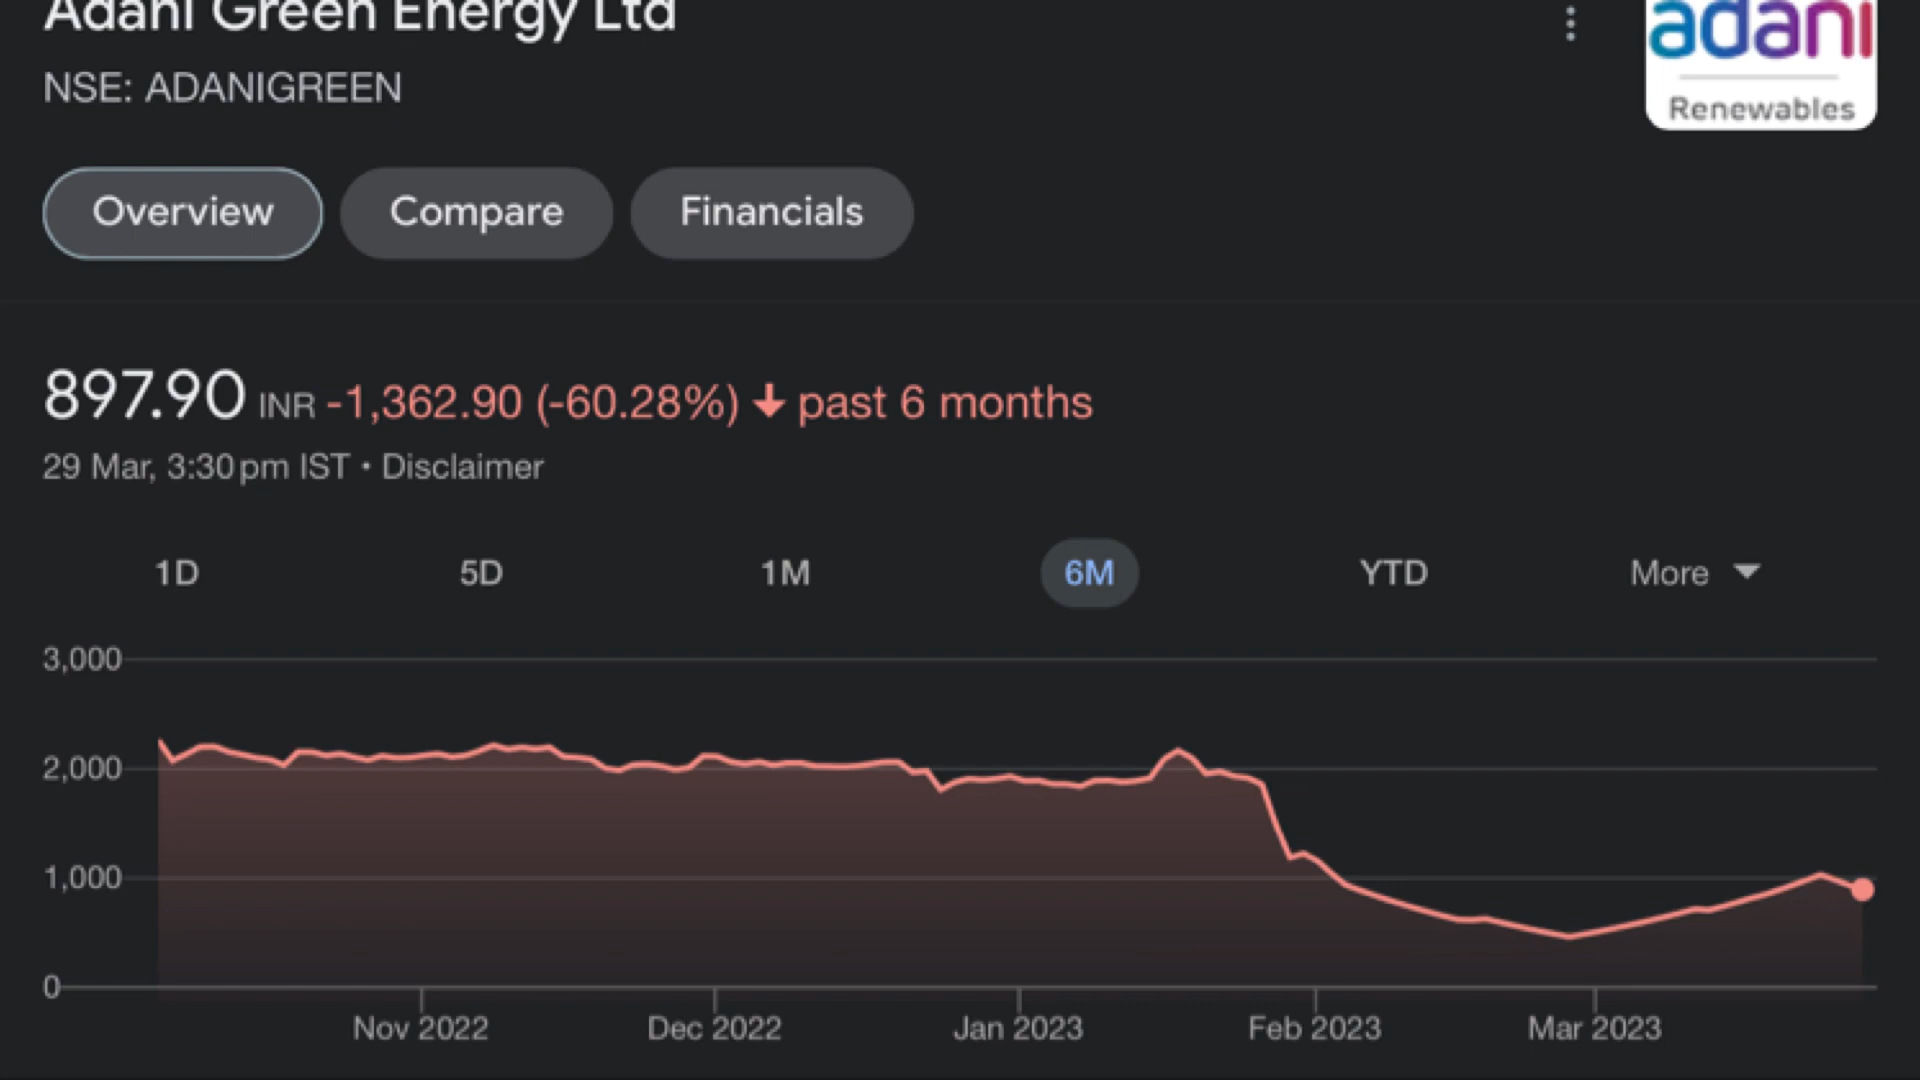 Adani Green Energy Ltd
NSE: ADANIGREEN
adani
Renewables
Overview
Compare
Financials
897.90 INR -1,362.90 (-60.28%) ↓ past 6 months
29 Mar, 3:30 pm IST • Disclaimer
1D 5D 1M 6M YTD More
3,000
2,000
1,000
0
Nov 2022 Dec 2022 Jan 2023 Feb 2023 Mar 2023